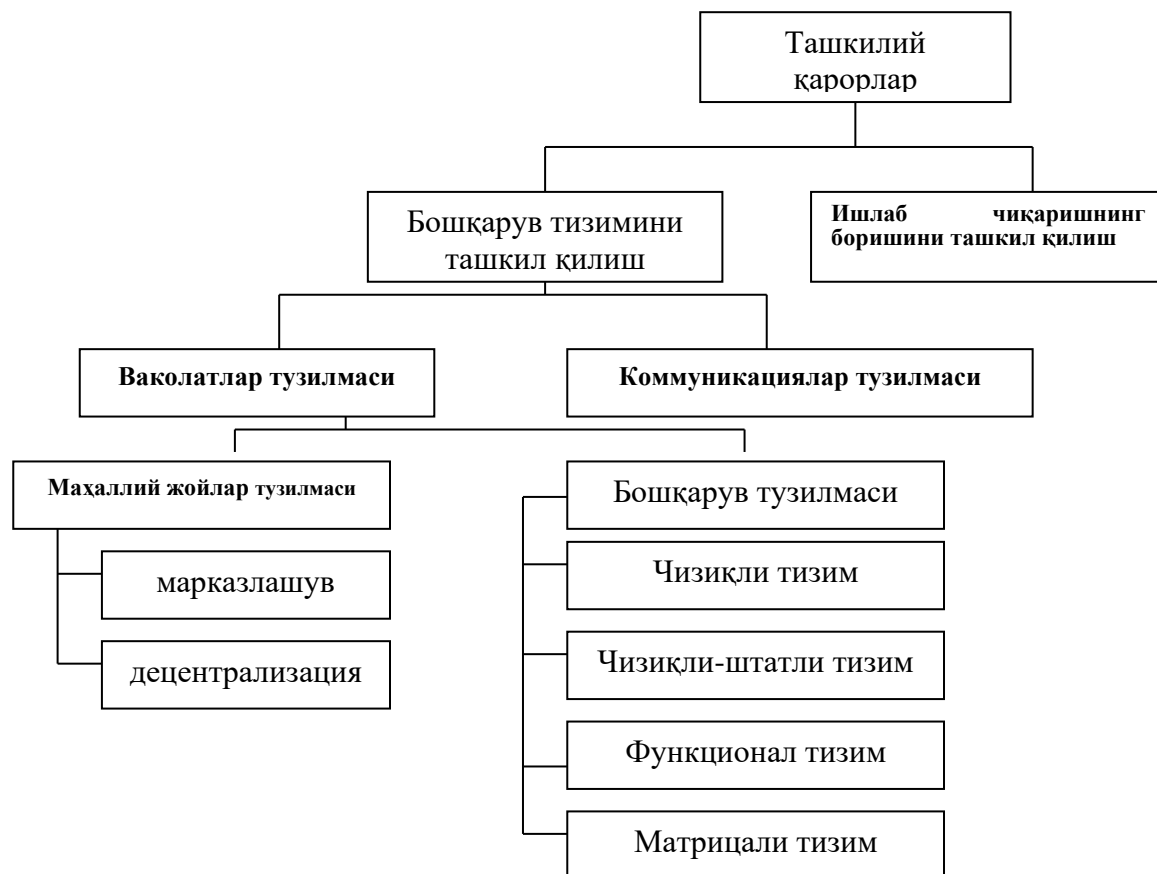 Ташкилий
қарорлар
Бошқарув тизимини
ташкил қилиш
Ишлаб чиқаришнинг
боришини ташкил қилиш
Ваколатлар тузилмаси
Коммуникациялар тузилмаси
Маҳаллий жойлар тузилмаси
марказлашув
децентрализация
Бошқарув тузилмаси
Чизиқли тизим
Чизиқли-штатли тизим
Функционал тизим
Матрицали тизим